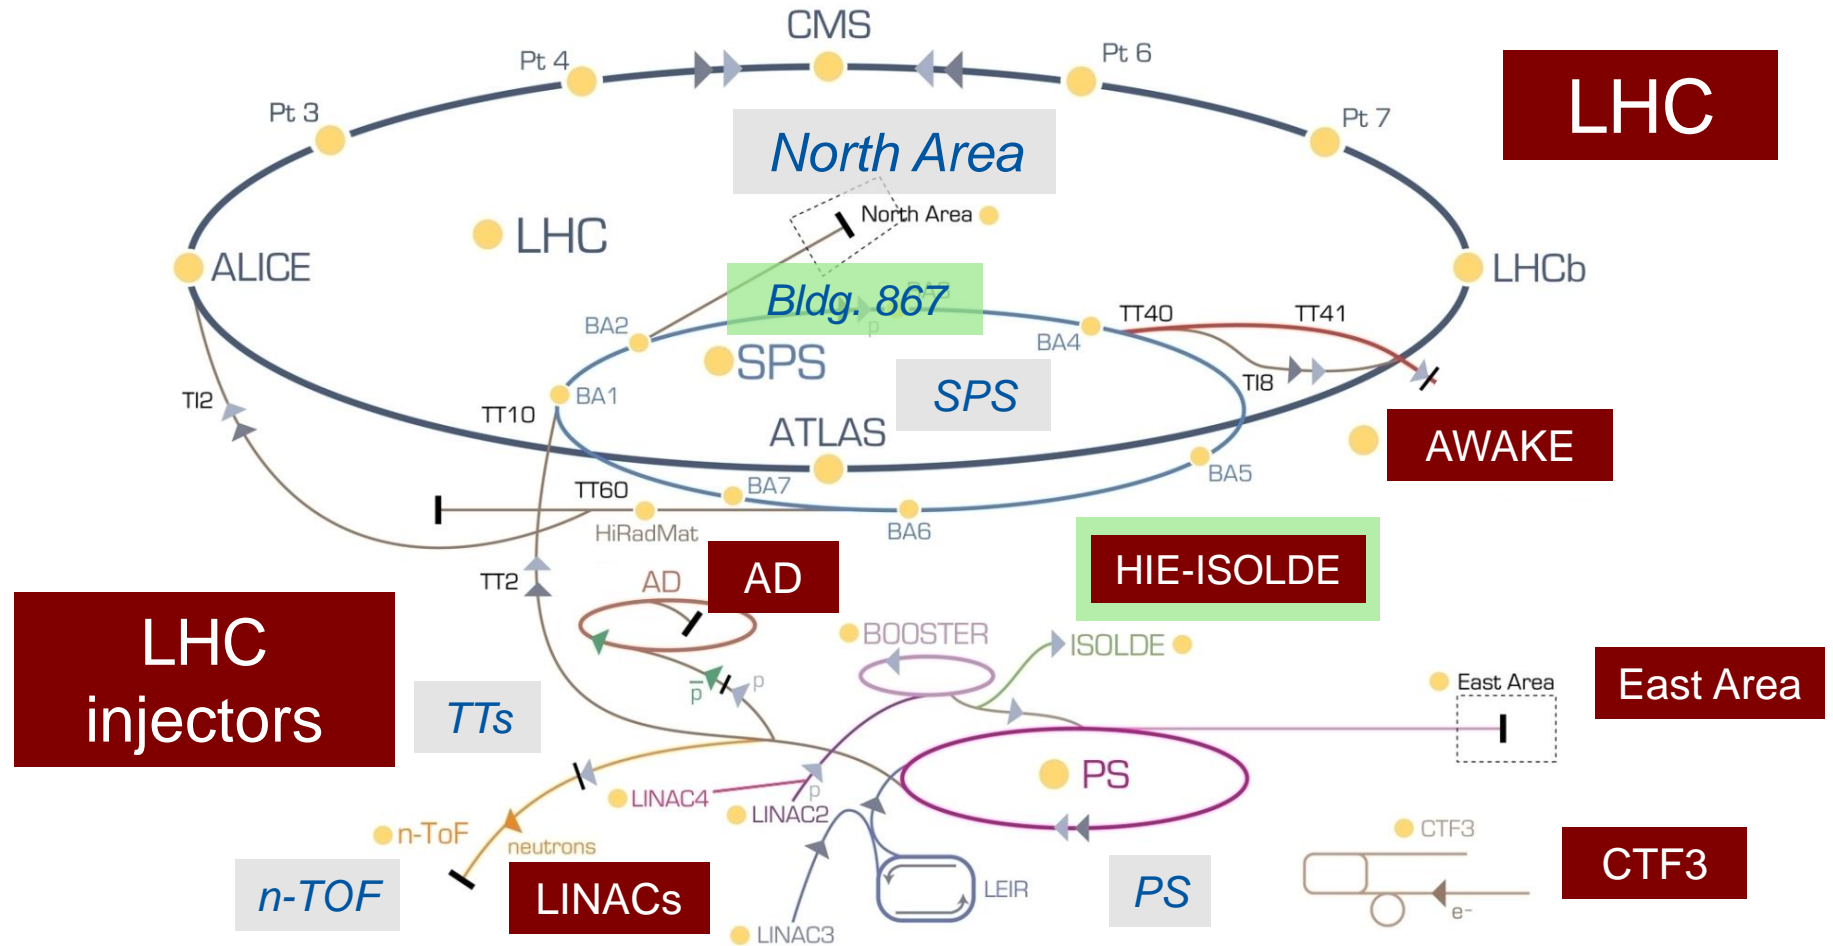 CMS
Pt 4
Pt 6
Pt 3
Pt 7
LHC
North Area
North Area
LHC
ALICE
LHCb
Bldg. 867
BA3
p
BA2
BA4
TT40
TT41
SPS
TI8
SPS
BA1
TI2
TT10
ATLAS
AWAKE
BA5
BA7
TT60
HiRadMat
BA6
AD
AD
HIE-ISOLDE
TT2
LHC
injectors
BOOSTER
ISOLDE
East Area
East Area
p̅
p
TTs
PS
LINAC4
p
LINAC2
n-ToF
neutrons
CTF3
CTF3
n-TOF
LINACs
LEIR
PS
e-
LINAC3